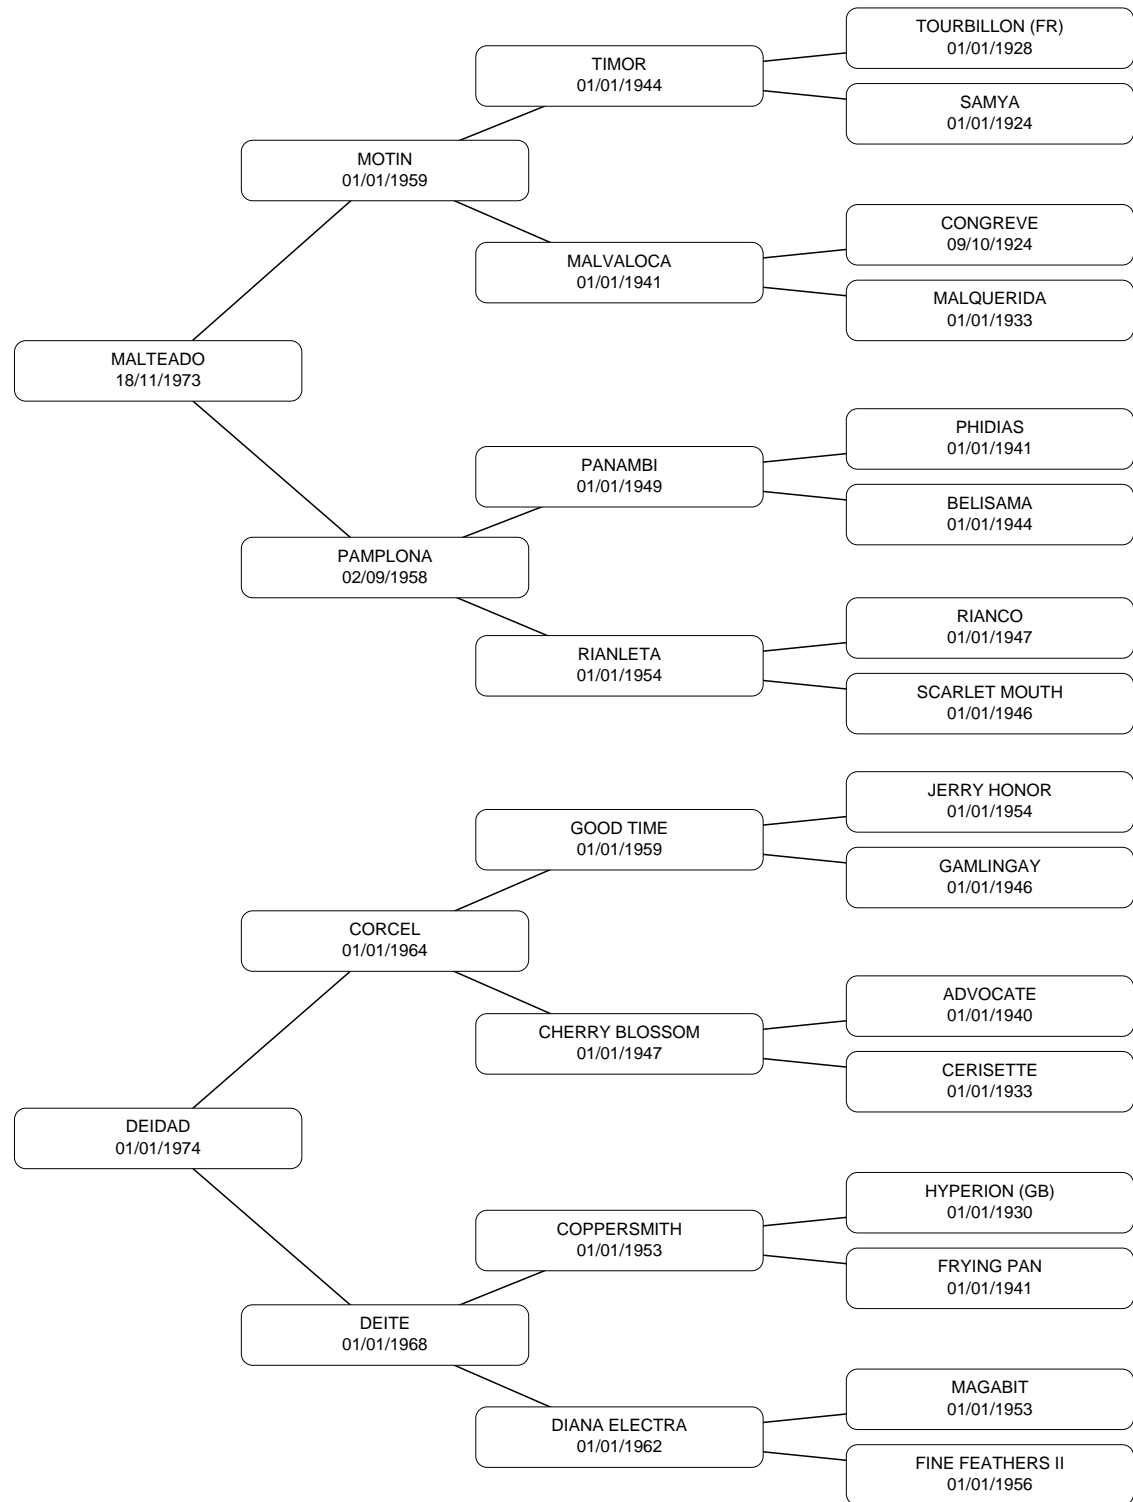 TOURBILLON (FR)
01/01/1928
TIMOR
01/01/1944
SAMYA
01/01/1924
MOTIN
01/01/1959
CONGREVE
09/10/1924
MALVALOCA
01/01/1941
MALQUERIDA
01/01/1933
MALTEADO
18/11/1973
PHIDIAS
01/01/1941
PANAMBI
01/01/1949
BELISAMA
01/01/1944
PAMPLONA
02/09/1958
RIANCO
01/01/1947
RIANLETA
01/01/1954
SCARLET MOUTH
01/01/1946
JERRY HONOR
01/01/1954
GOOD TIME
01/01/1959
GAMLINGAY
01/01/1946
CORCEL
01/01/1964
ADVOCATE
01/01/1940
CHERRY BLOSSOM
01/01/1947
CERISETTE
01/01/1933
DEIDAD
01/01/1974
HYPERION (GB)
01/01/1930
COPPERSMITH
01/01/1953
FRYING PAN
01/01/1941
DEITE
01/01/1968
MAGABIT
01/01/1953
DIANA ELECTRA
01/01/1962
FINE FEATHERS II
01/01/1956